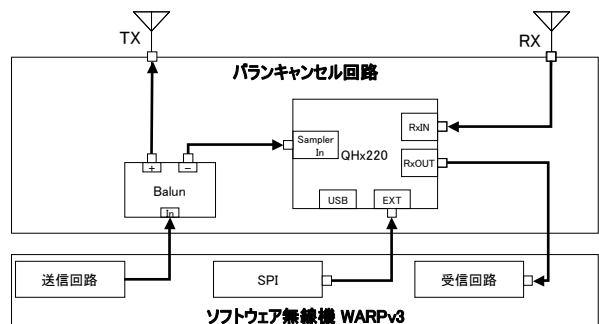 TX
RX
バランキャンセル回路
RxIN
Sampler
In
QHx220
RxOUT
+
−
Balun
USB
EXT
In
送信回路
SPI
受信回路
ソフトウェア無線機 WARPv3